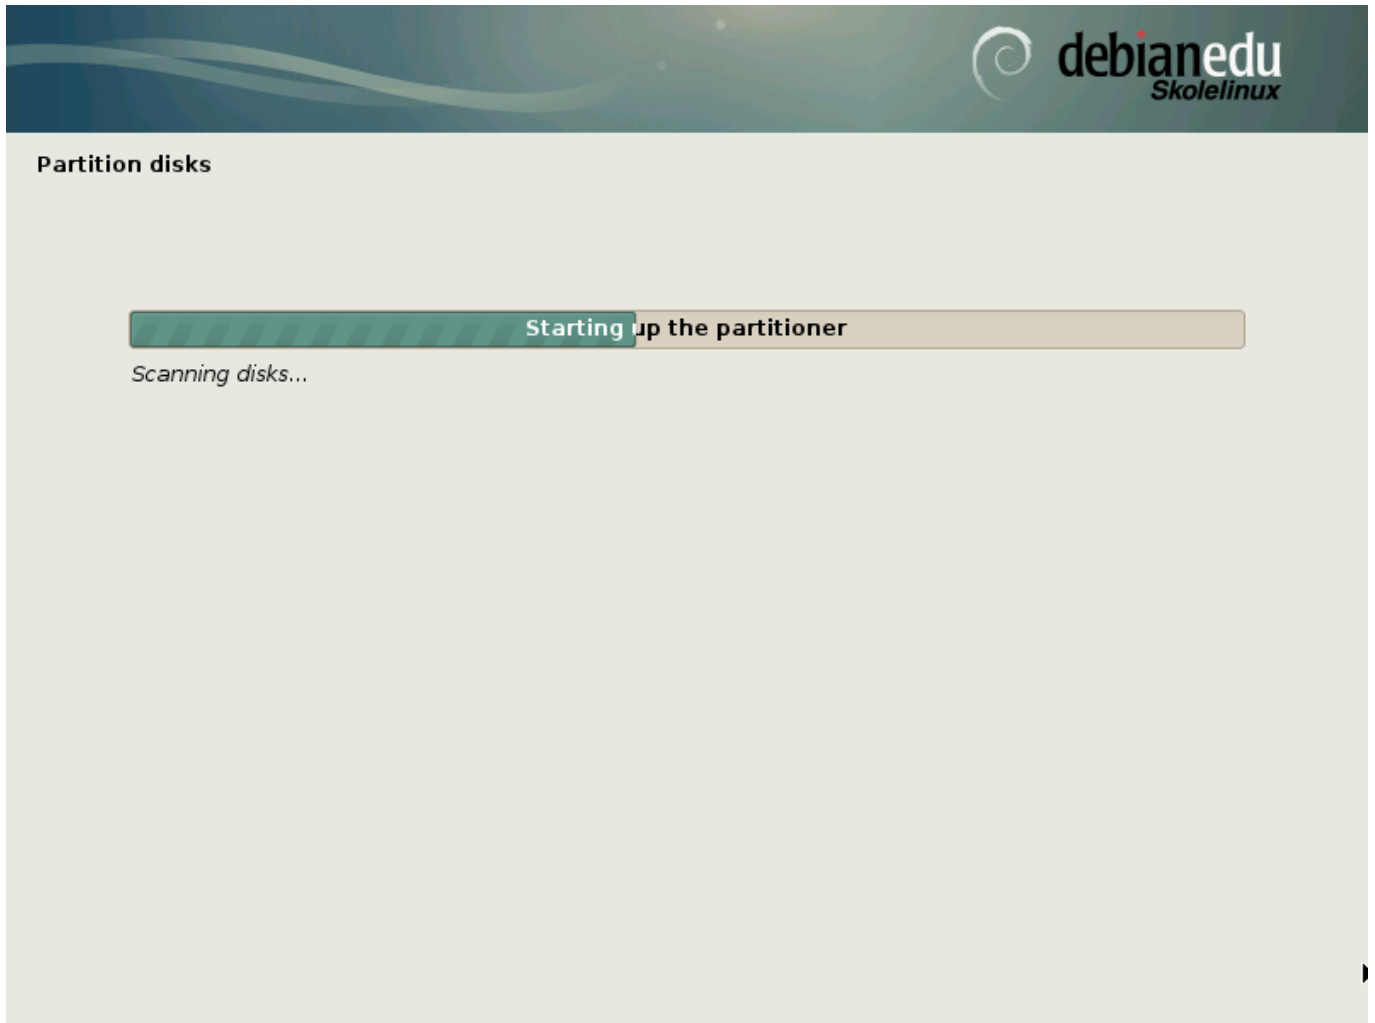 debianedu
Skolelinux
Partition disks
Starting up the partitioner
Scanning disks...